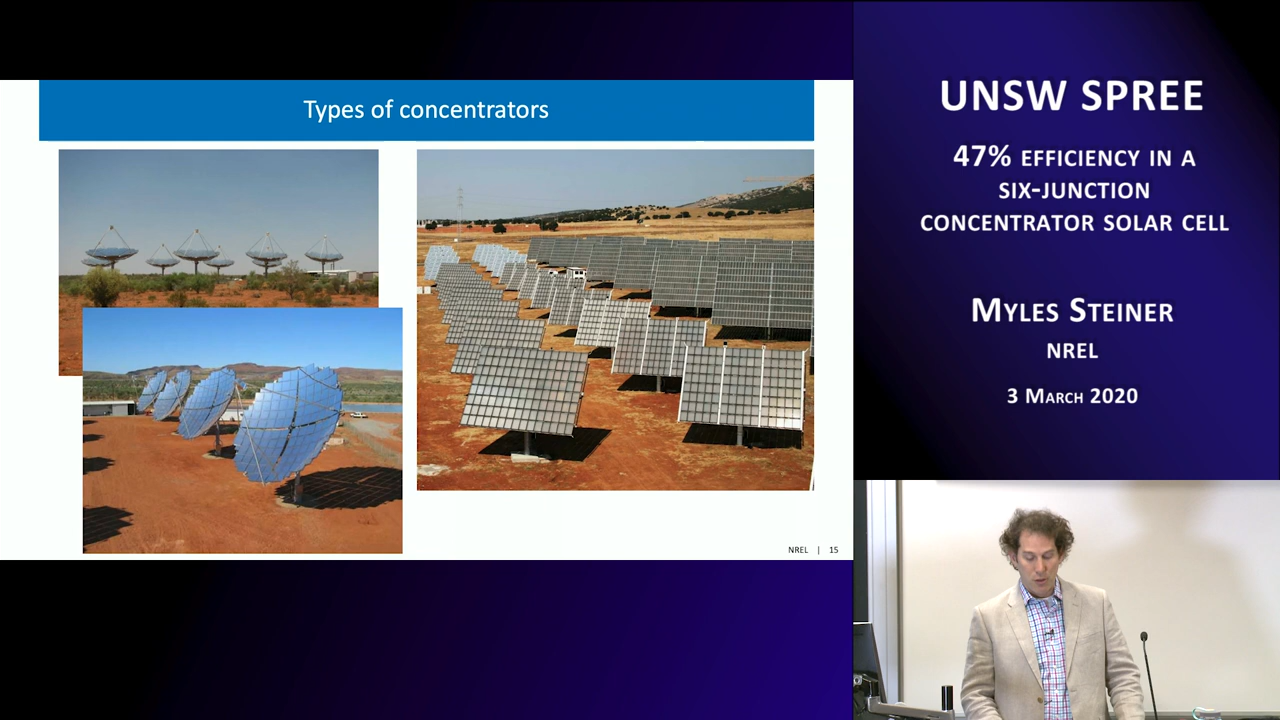 Types of concentrators
NREL | 15
UNSW SPREE
47% EFFICIENCY IN A
SIX-JUNCTION
CONCENTRATOR SOLAR CELL
MYLES STEINER
NREL
3 MARCH 2020